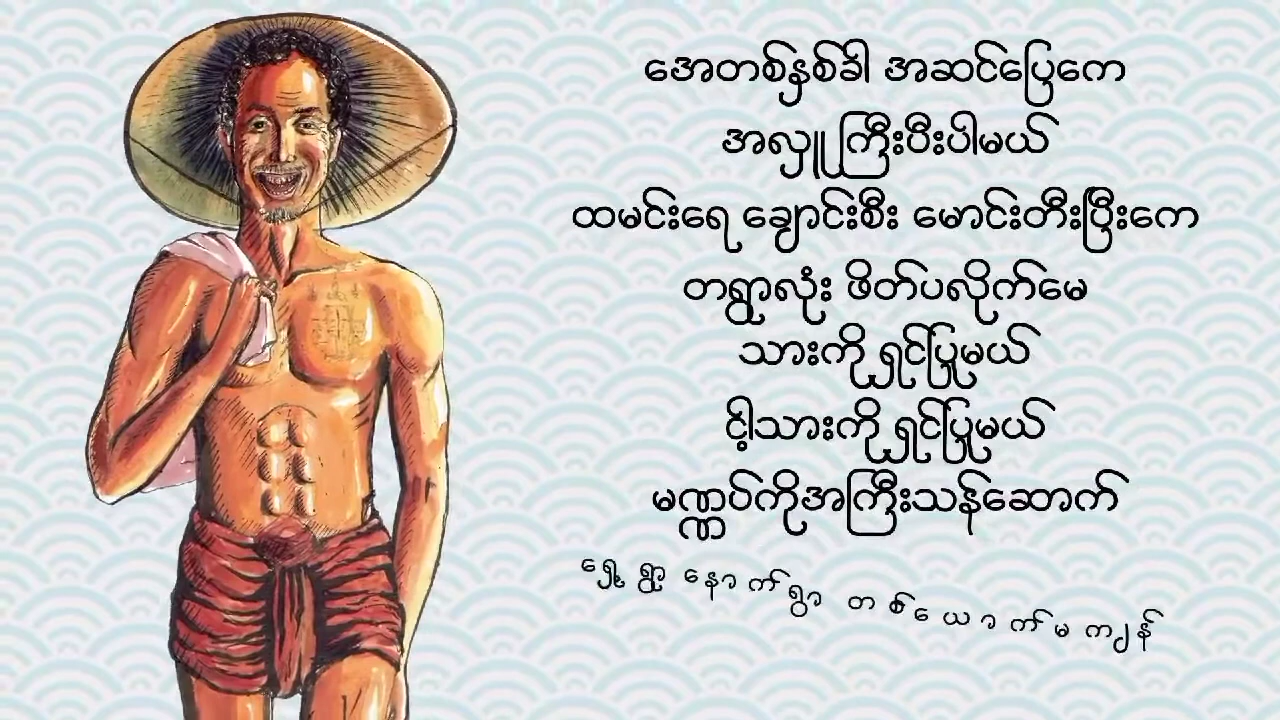 အေတစ်နှစ်ခါ အဆင်ပြေကေ
အလှူကြီးပီးပါမယ်
ထမင်းရေ ချောင်းစီး မောင်းတီးပြီးကေ
တရွာလုံး ဖိတ်ပလိုက်မေ
သားကို ရှင်ပြုမယ်
ငါ့သားကို ရှင်ပြုမယ်
မဏ္ဏပ်ကိုအကြီးသန်ဆောက်
ရှေ့ရွာ နောက်ရွာ တစ်ယောက်မကျန်